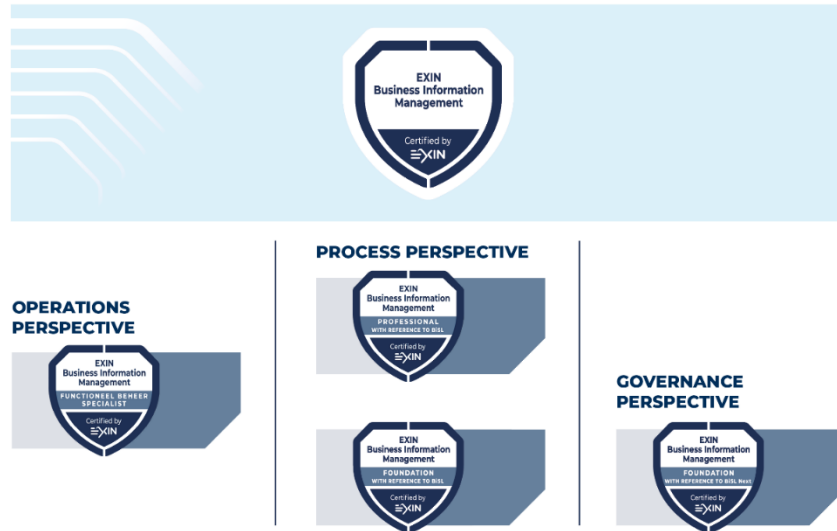 EXIN
Business Information
Management
Certified by
EXIN
OPERATIONS
PERSPECTIVE
EXIN
Business Information
Management
FUNCTIONEEL BEHEER
SPECIALIST
Certified by
EXIN
PROCESS PERSPECTIVE
EXIN
Business Information
Management
PROFESSIONAL
WITH REFERENCE TO BiSL
Certified by
EXIN
EXIN
Business Information
Management
FOUNDATION
WITH REFERENCE TO BiSL
Certified by
EXIN
GOVERNANCE
PERSPECTIVE
EXIN
Business Information
Management
FOUNDATION
WITH REFERENCE TO BiSL Next
Certified by
EXIN